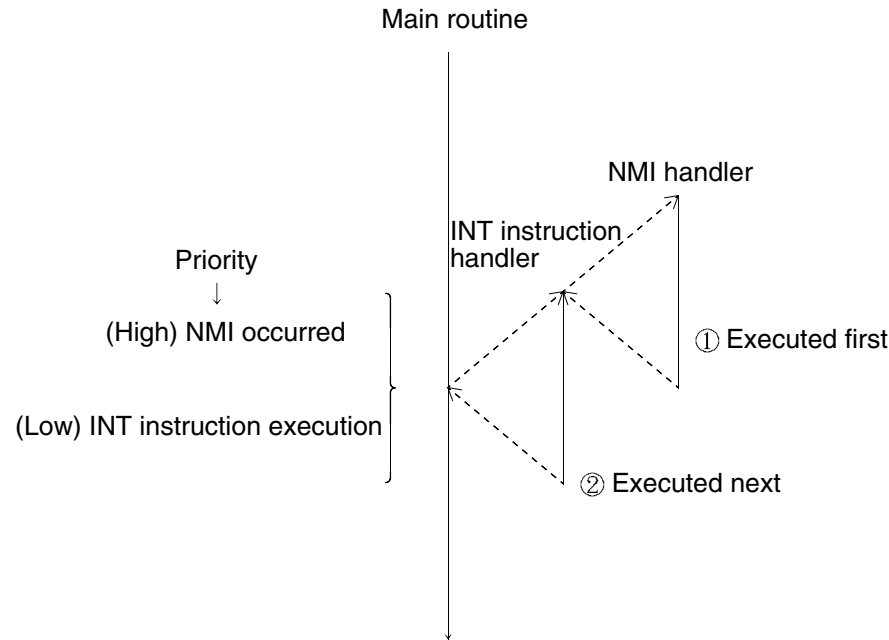 Main routine
NMI handler
INT instruction
handler
Priority
↓
(High) NMI occurred
① Executed first
(Low) INT instruction execution
② Executed next